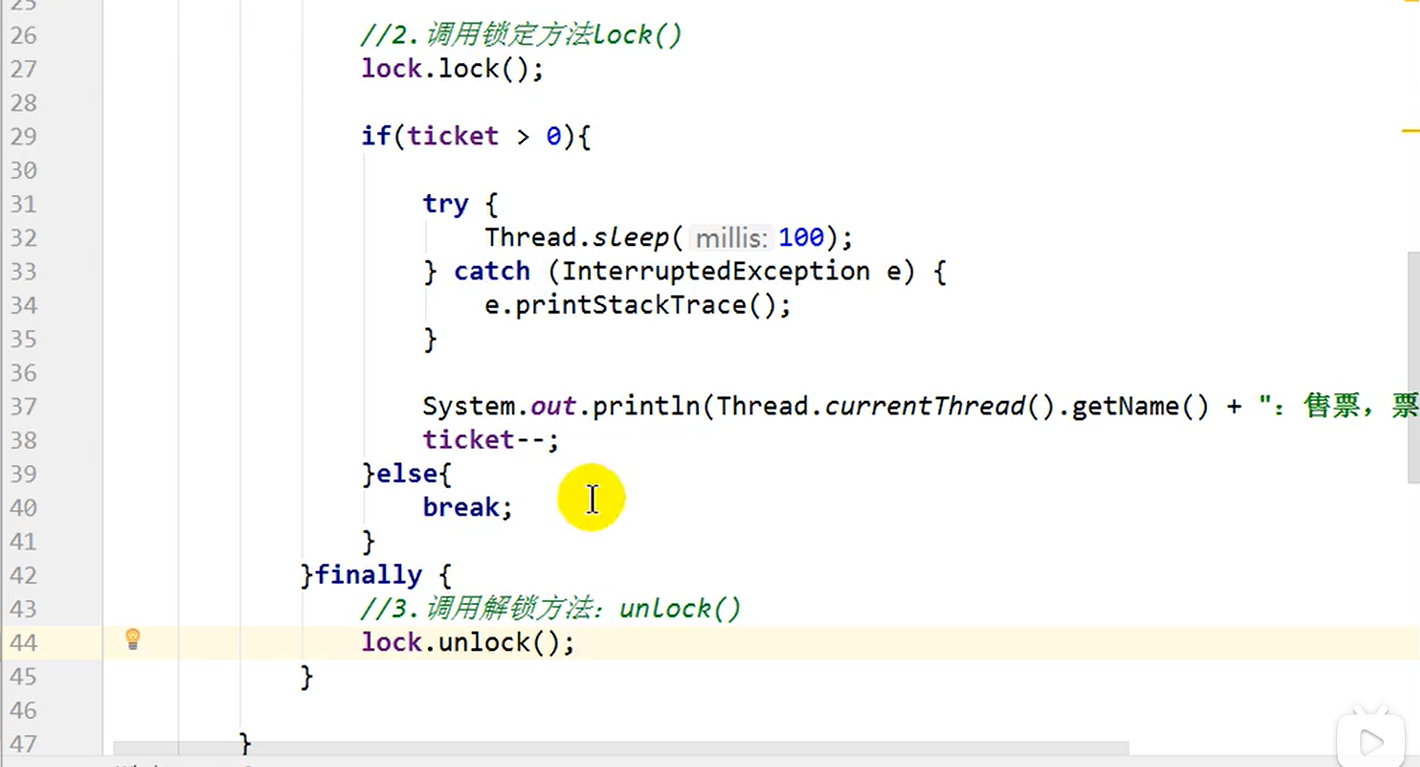 26 //2.调用锁定方法lock()
27 lock.lock();
28
29 if(ticket > 0){
30
31 try {
32 Thread.sleep( millis: 100);
33 } catch (InterruptedException e) {
34 e.printStackTrace();
35 }
36
37 System.out.println(Thread.currentThread().getName() + ": 售票，票
38 ticket--;
39 }else{
40 break;
41 }
42 }finally {
43 //3.调用解锁方法：unlock()
44 lock.unlock();
45 }
46
47 }